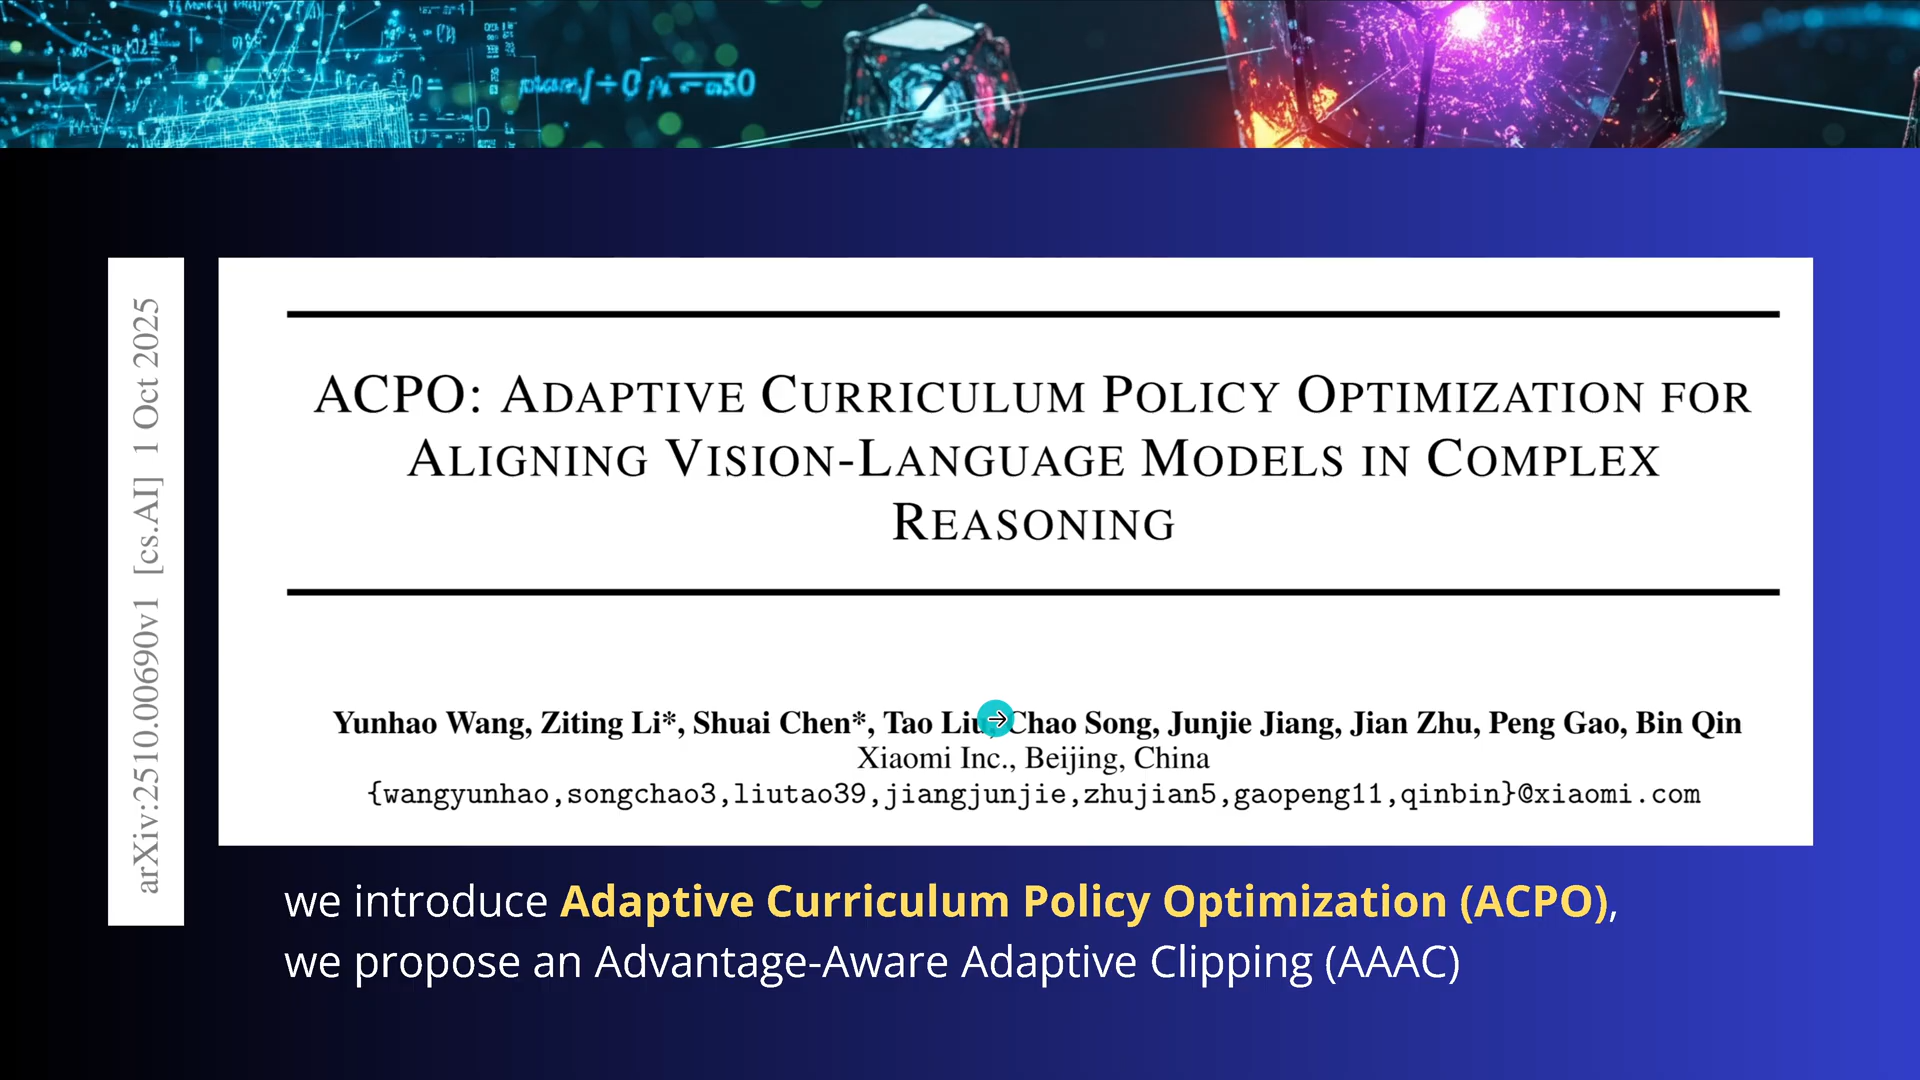 arXiv:2510.00690v1 [cs.AI] 1 Oct 2025
ACPO: ADAPTIVE CURRICULUM POLICY OPTIMIZATION FOR
ALIGNING VISION-LANGUAGE MODELS IN COMPLEX
REASONING
Yunhao Wang, Ziting Li*, Shuai Chen*, Tao Liu, Chao Song, Junjie Jiang, Jian Zhu, Peng Gao, Bin Qin
Xiaomi Inc., Beijing, China
{wangyunhao,songchao3,liutao39,jiangjunjie,zhujian5,gaopeng11,qinbin}@xiaomi.com
we introduce Adaptive Curriculum Policy Optimization (ACPO),
we propose an Advantage-Aware Adaptive Clipping (AAAC)